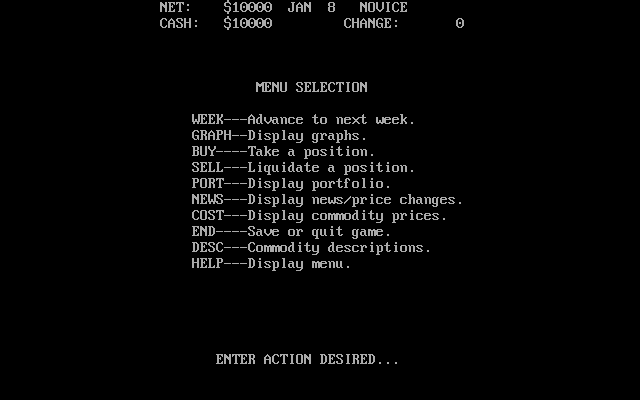 NET:    $10000  JAN  8   NOVICE
CASH:   $10000         CHANGE:       0
MENU SELECTION
WEEK---Advance to next week.
GRAPH--Display graphs.
BUY----Take a position.
SELL---Liquidate a position.
PORT---Display portfolio.
NEWS---Display news/price changes.
COST---Display commodity prices.
END----Save or quit game.
DESC---Commodity descriptions.
HELP---Display menu.
ENTER ACTION DESIRED...